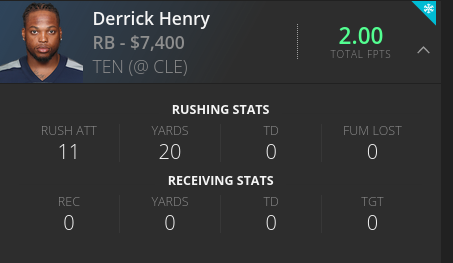 Derrick Henry
RB - $7,400
TEN (@ CLE)
2.00
TOTAL FPTS
RUSHING STATS
RUSH ATT YARDS TD FUM LOST
11 20 0 0
RECEIVING STATS
REC YARDS TD TGT
0 0 0 0